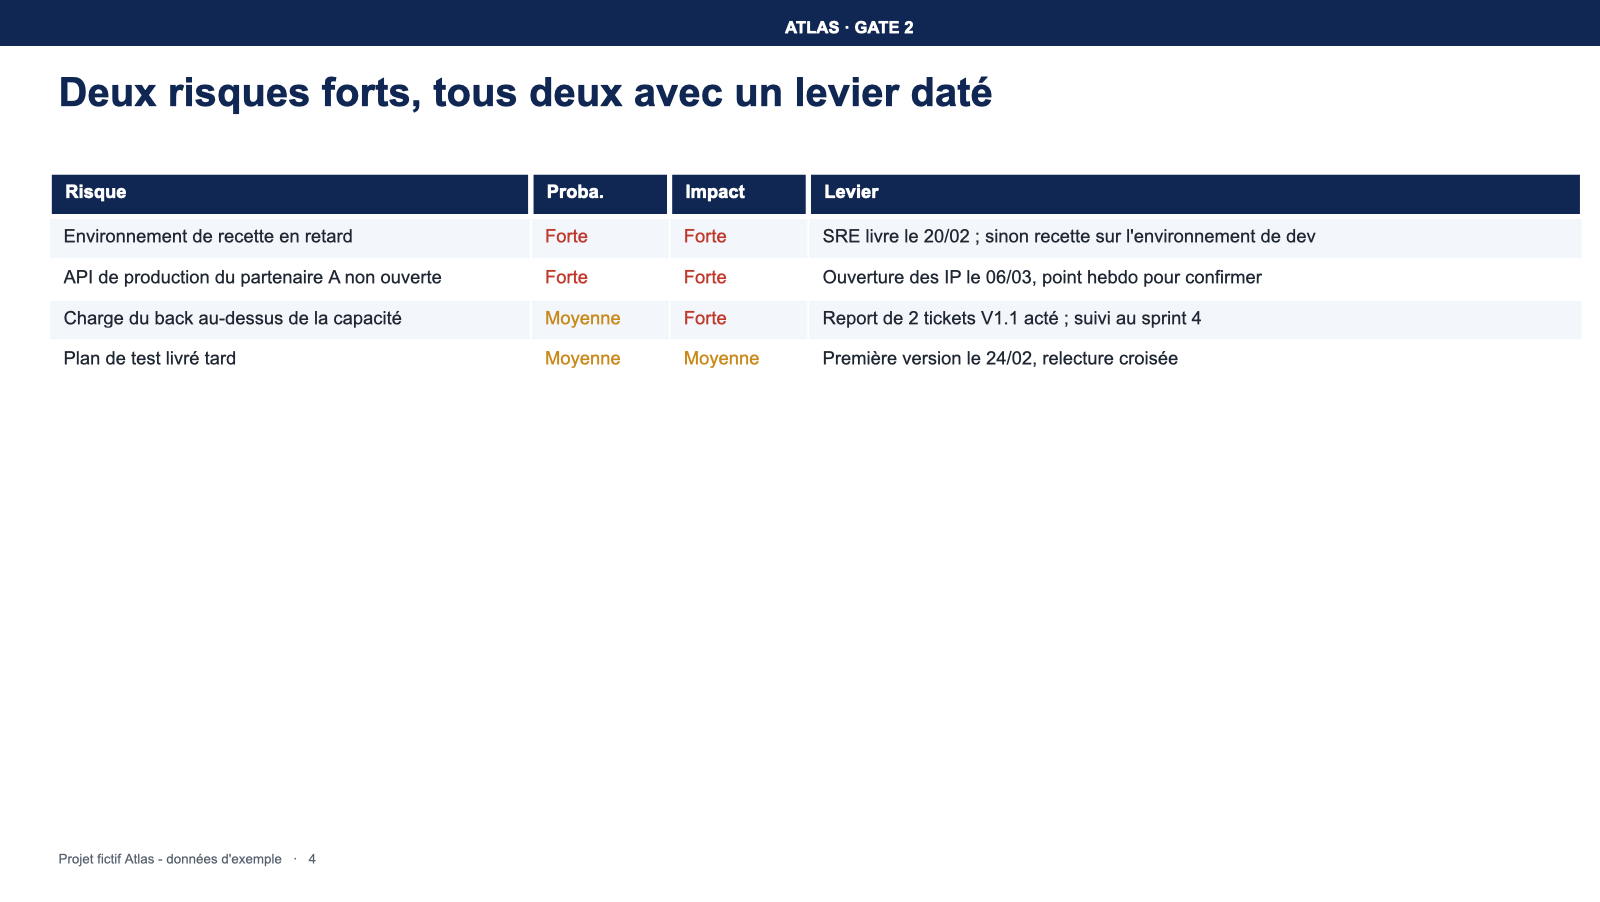 ATLAS · GATE 2
Deux risques forts, tous deux avec un levier daté
Risque Proba. Impact Levier
Environnement de recette en retard Forte Forte SRE livre le 20/02 ; sinon recette sur l'environnement de dev
API de production du partenaire A non ouverte Forte Forte Ouverture des IP le 06/03, point hebdo pour confirmer
Charge du back au-dessus de la capacité Moyenne Forte Report de 2 tickets V1.1 acté ; suivi au sprint 4
Plan de test livré tard Moyenne Moyenne Première version le 24/02, relecture croisée
Projet fictif Atlas - données d'exemple · 4